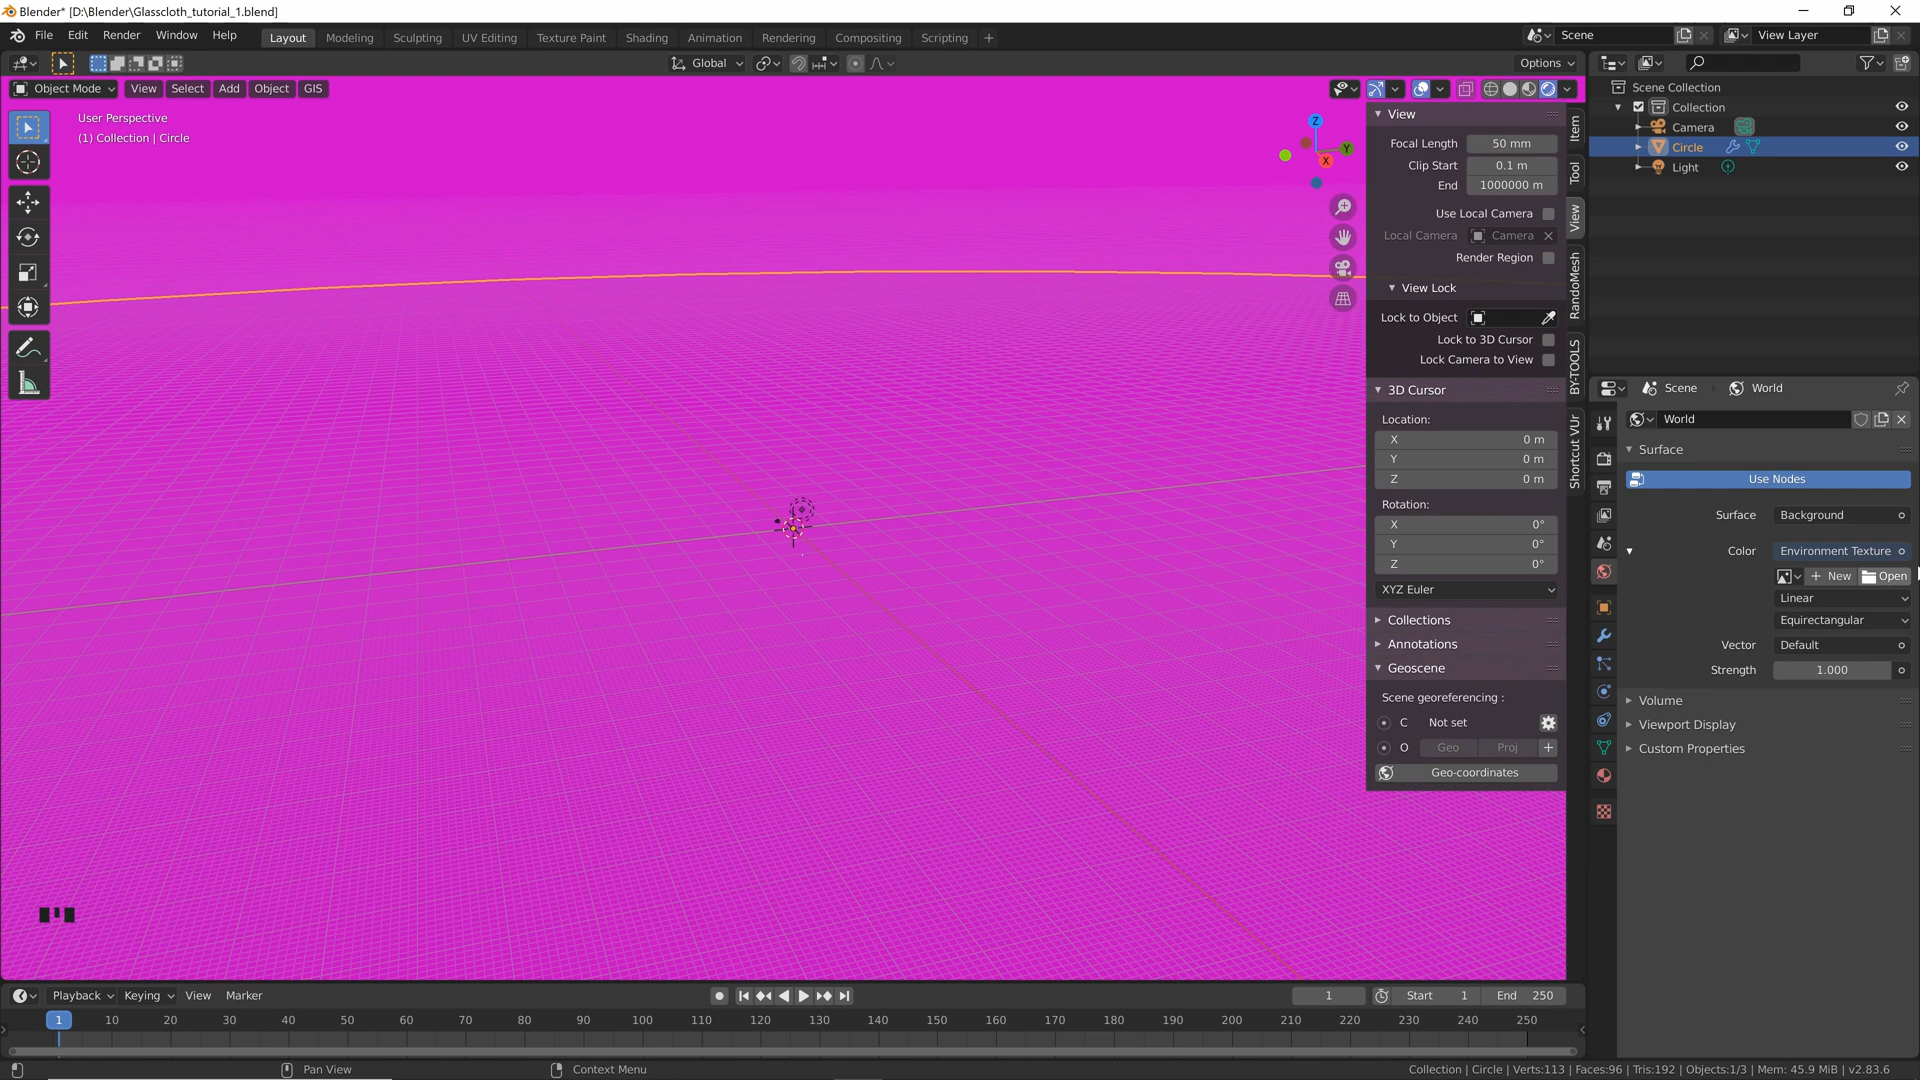 Blender* [D:\Blender\Glasscloth_tutorial_1.blend]
File Edit Render Window Help
Layout Modeling Sculpting UV Editing Texture Paint Shading Animation Rendering Compositing Scripting +
Scene View Layer
Global Options
Object Mode View Select Add Object GIS
User Perspective
(1) Collection | Circle
Z
Y
X
View
Focal Length 50 mm
Clip Start 0.1 m
End 1000000 m
Use Local Camera
Local Camera Camera
Render Region
View Lock
Lock to Object
Lock to 3D Cursor
Lock Camera to View
3D Cursor
Location:
X 0 m
Y 0 m
Z 0 m
Rotation:
X 0°
Y 0°
Z 0°
XYZ Euler
Collections
Annotations
Geoscene
Scene georeferencing :
C Not set
O Geo Proj +
Geo-coordinates
Item
Tool
View
RandoMesh
BY-TOOLS
Shortcut VUr
Scene Collection
Collection
Camera
Circle
Light
Scene World
World
Surface
Use Nodes
Surface Background
Color Environment Texture
+ New Open
Linear
Equirectangular
Vector Default
Strength 1.000
Volume
Viewport Display
Custom Properties
Playback Keying View Marker
1 Start 1 End 250
1 10 20 30 40 50 60 70 80 90 100 110 120 130 140 150 160 170 180 190 200 210 220 230 240 250
Pan View Context Menu
Collection | Circle | Verts:113 | Faces:96 | Tris:192 | Objects:1/3 | Mem: 45.9 MiB | v2.83.6